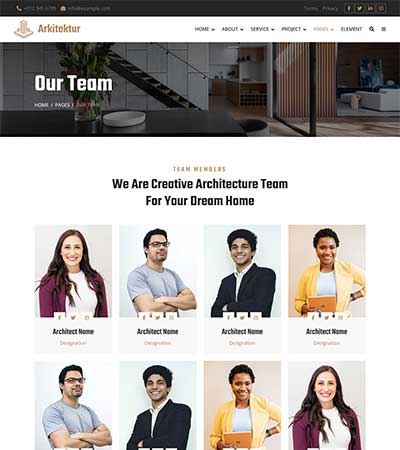 +012 345 6789 info@example.com Terms Privacy
Arkitektur HOME ABOUT SERVICE PROJECT PAGES ELEMENT
Our Team
HOME / PAGES / OUR TEAM
TEAM MEMBERS
We Are Creative Architecture Team
For Your Dream Home
Architect Name Architect Name Architect Name Architect Name
Designation Designation Designation Designation